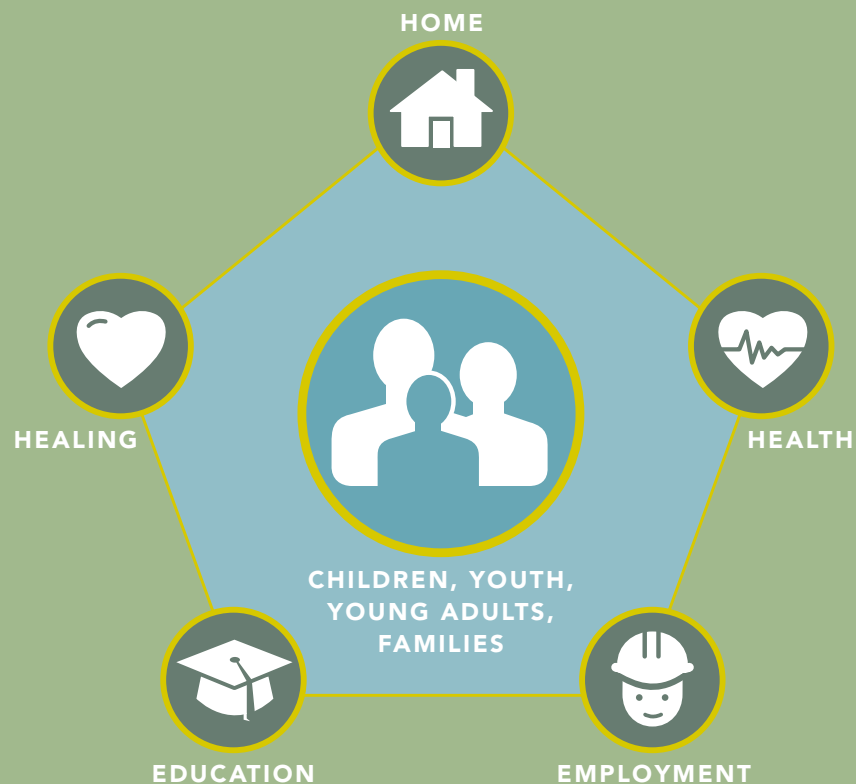 HOME
HEALING
HEALTH
CHILDREN, YOUTH,
YOUNG ADULTS,
FAMILIES
EDUCATION
EMPLOYMENT